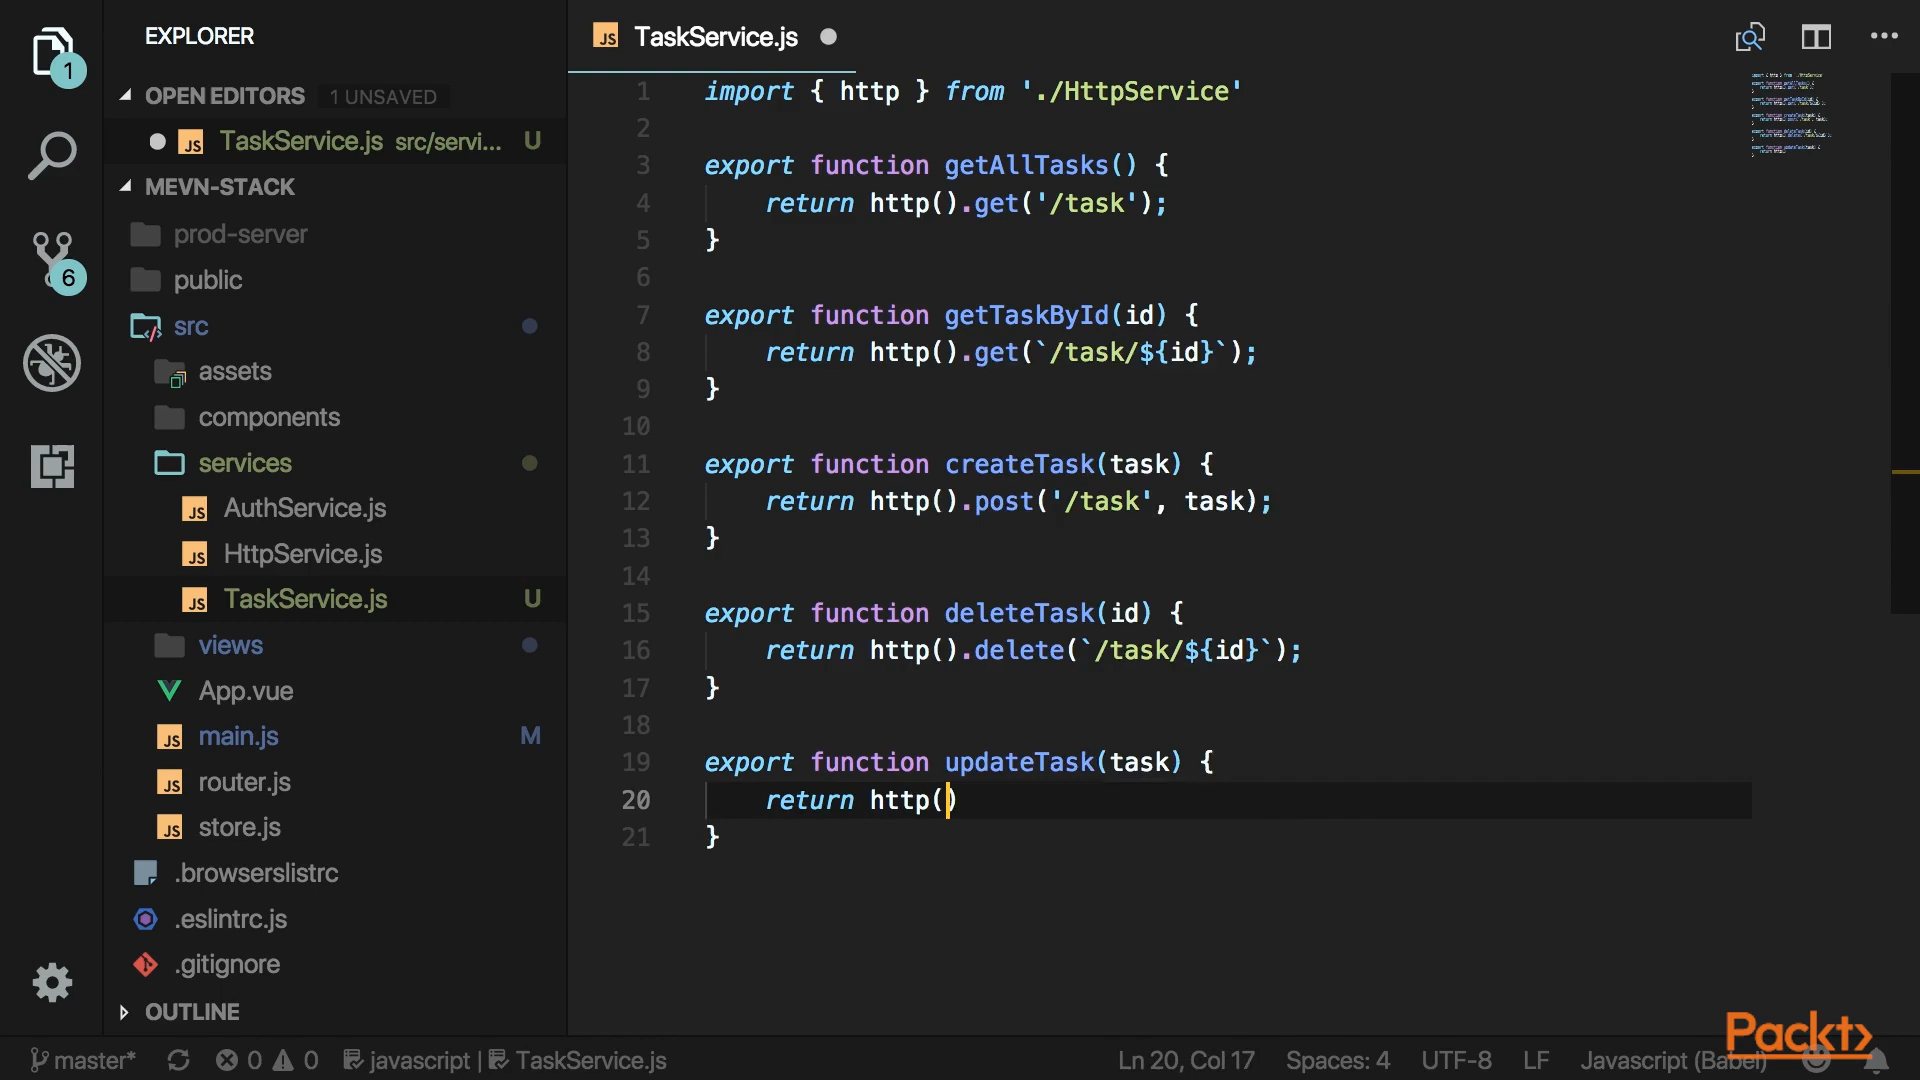 EXPLORER
OPEN EDITORS 1 UNSAVED
TaskService.js src/servi... U
MEVN-STACK
prod-server
public
src
assets
components
services
AuthService.js
HttpService.js
TaskService.js U
views
App.vue
main.js M
router.js
store.js
.browserslistrc
.eslintrc.js
.gitignore
OUTLINE
1
6
TaskService.js
1 import { http } from './HttpService'
2
3 export function getAllTasks() {
4 return http().get('/task');
5 }
6
7 export function getTaskById(id) {
8 return http().get(`/task/${id}`);
9 }
10
11 export function createTask(task) {
12 return http().post('/task', task);
13 }
14
15 export function deleteTask(id) {
16 return http().delete(`/task/${id}`);
17 }
18
19 export function updateTask(task) {
20 return http()
21 }
Packt>
master* 0 0 javascript | TaskService.js Ln 20, Col 17 Spaces: 4 UTF-8 LF Javascript (Babel)